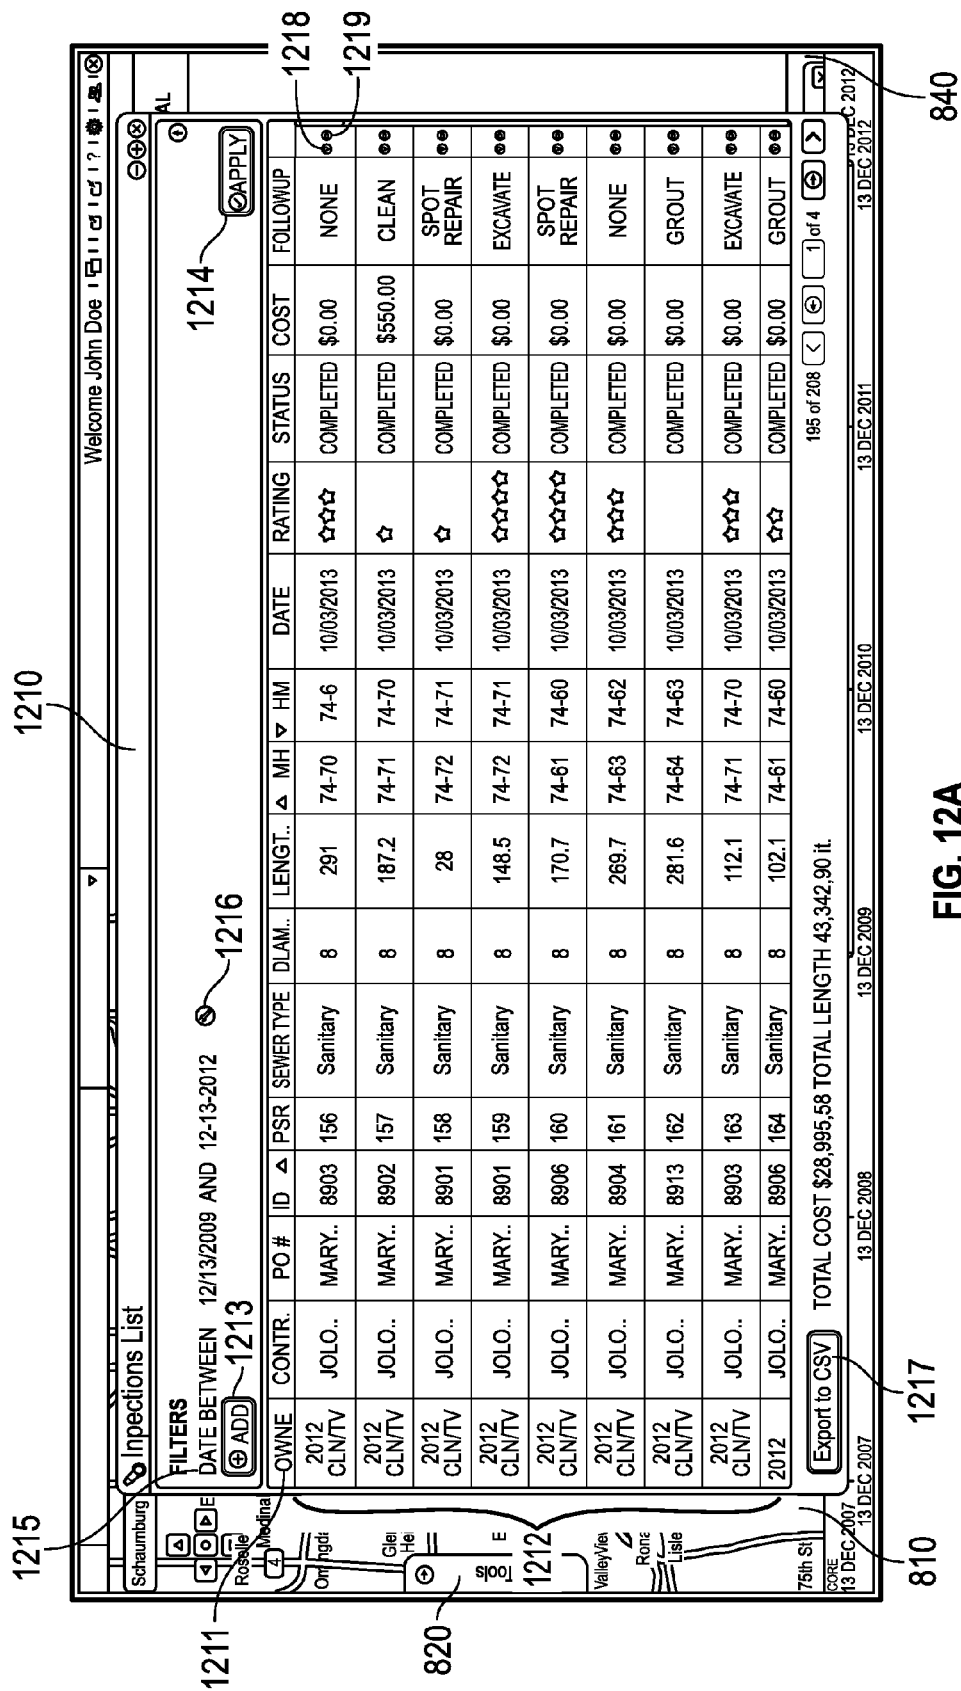 1210
1218
1219
1214
1216
1213
1215
1211
820
1212
810
1217
840
Welcome John Doe
?
Schaumburg
Inpections List
AL
FILTERS
DATE BETWEEN 12/13/2009 AND 12-13-2012
ADD
APPLY
OWNE CONTR. PO # ID PSR SEWER TYPE DLAM.. LENGT.. MH HM DATE RATING STATUS COST FOLLOWUP
2012 CLN/TV JOLO.. MARY.. 8903 156 Sanitary 8 291 74-70 74-6 10/03/2013 COMPLETED $0.00 NONE
2012 CLN/TV JOLO.. MARY.. 8902 157 Sanitary 8 187.2 74-71 74-70 10/03/2013 COMPLETED $550.00 CLEAN
2012 CLN/TV JOLO.. MARY.. 8901 158 Sanitary 8 28 74-72 74-71 10/03/2013 COMPLETED $0.00 SPOT REPAIR
2012 CLN/TV JOLO.. MARY.. 8901 159 Sanitary 8 148.5 74-72 74-71 10/03/2013 COMPLETED $0.00 EXCAVATE
2012 CLN/TV JOLO.. MARY.. 8906 160 Sanitary 8 170.7 74-61 74-60 10/03/2013 COMPLETED $0.00 SPOT REPAIR
2012 CLN/TV JOLO.. MARY.. 8904 161 Sanitary 8 269.7 74-63 74-62 10/03/2013 COMPLETED $0.00 NONE
2012 CLN/TV JOLO.. MARY.. 8913 162 Sanitary 8 281.6 74-64 74-63 10/03/2013 COMPLETED $0.00 GROUT
2012 CLN/TV JOLO.. MARY.. 8903 163 Sanitary 8 112.1 74-71 74-70 10/03/2013 COMPLETED $0.00 EXCAVATE
2012 JOLO.. MARY.. 8906 164 Sanitary 8 102.1 74-61 74-60 10/03/2013 COMPLETED $0.00 GROUT
Export to CSV TOTAL COST $28,995,58 TOTAL LENGTH 43,342,90 it. 195 of 208 1 of 4
E
Roselle
Medinal
4
Glei
Hei
E
Tools
ValleyView
Lisle
75th St
CORE
13 DEC 2007
13 DEC 2007 13 DEC 2008 13 DEC 2009 13 DEC 2010 13 DEC 2011 13 DEC 2012
FIG. 12A